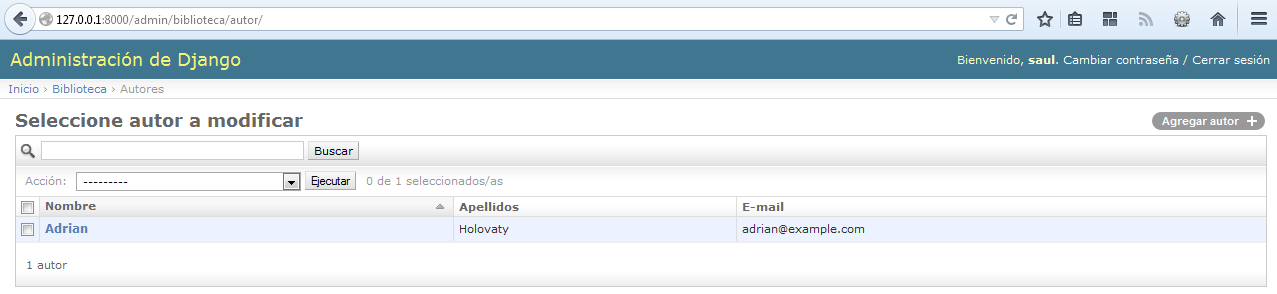 127.0.0.1:8000/admin/biblioteca/autor/
Administración de Django
Bienvenido, saul. Cambiar contraseña / Cerrar sesión
Inicio › Biblioteca › Autores
Seleccione autor a modificar
Agregar autor +
Buscar
Acción: --------- Ejecutar 0 de 1 seleccionados/as
Nombre Apellidos E-mail
Adrian Holovaty adrian@example.com
1 autor